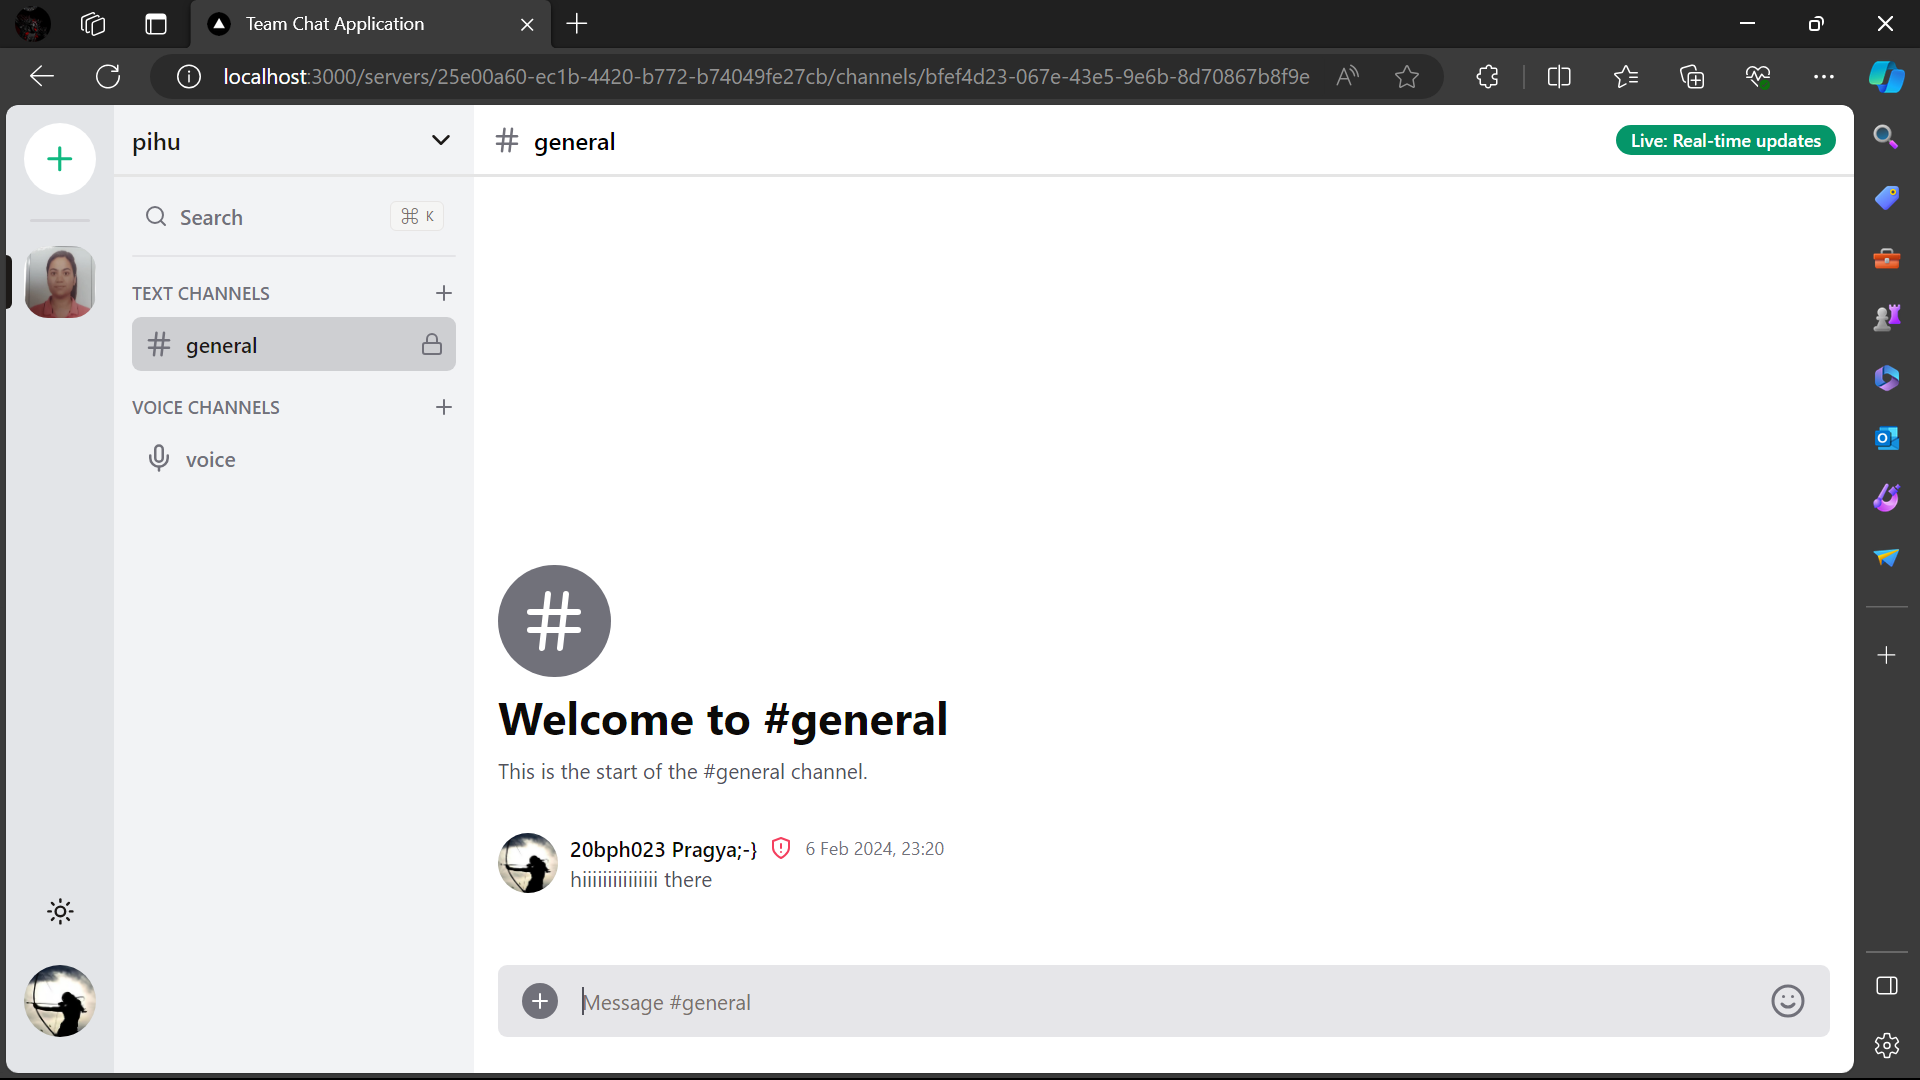 Team Chat Application
localhost:3000/servers/25e00a60-ec1b-4420-b772-b74049fe27cb/channels/bfef4d23-067e-43e5-9e6b-8d70867b8f9e
pihu
# general
Live: Real-time updates
Search
⌘ K
TEXT CHANNELS
# general
VOICE CHANNELS
voice
#
Welcome to #general
This is the start of the #general channel.
20bph023 Pragya;-} 6 Feb 2024, 23:20
hiiiiiiiiiiiiii there
Message #general